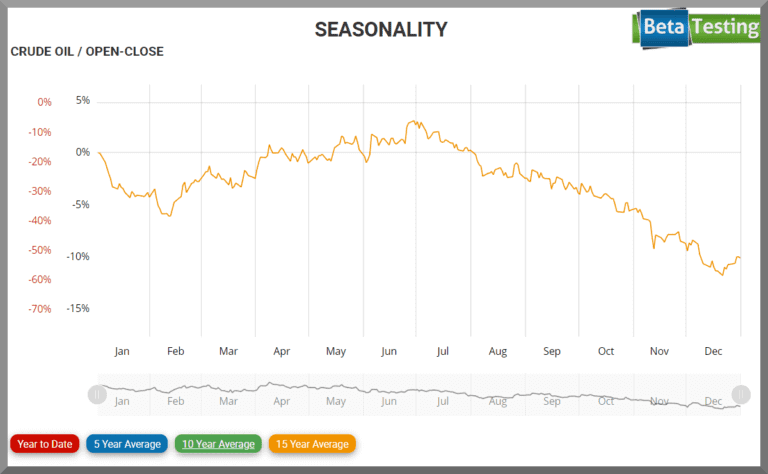 SEASONALITY
Beta Testing
CRUDE OIL / OPEN-CLOSE
0% 5%
-10%
0%
-20%
-30%
-5%
-40%
-50% -10%
-60%
-70% -15%
Jan Feb Mar Apr May Jun Jul Aug Sep Oct Nov Dec
Jan Feb Mar Apr May Jun Jul Aug Sep Oct Nov Dec
Year to Date 5 Year Average 10 Year Average 15 Year Average